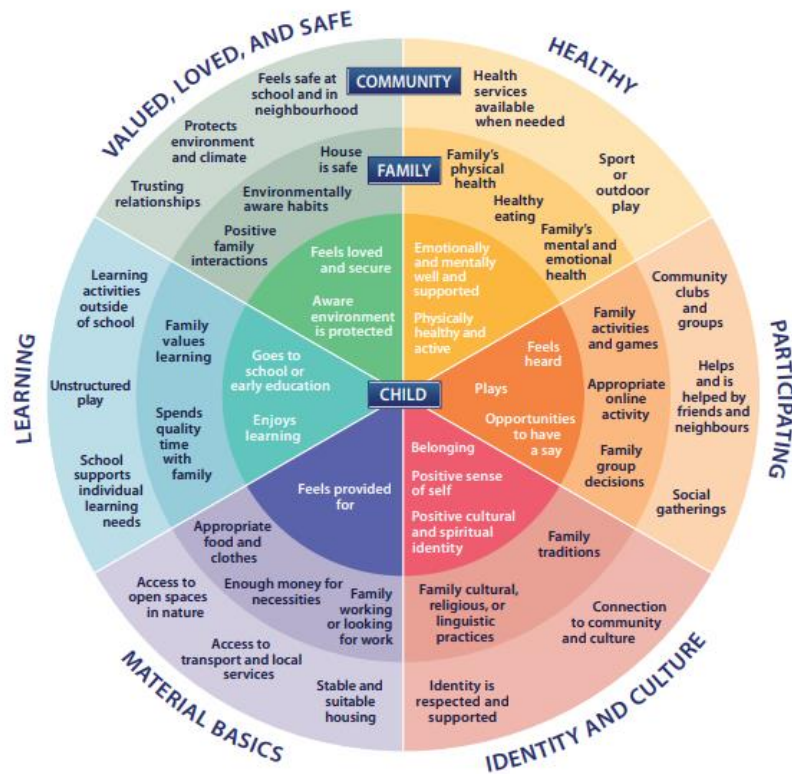 VALUED, LOVED, AND SAFE
HEALTHY
COMMUNITY
Feels safe at
school and in
neighbourhood
Protects
environment
and climate
Trusting
relationships
Health
services
available
when needed
Sport
or
outdoor
play
FAMILY
House
is safe
Environmentally
aware habits
Positive
family
interactions
Family's
physical
health
Healthy
eating
Family's
mental and
emotional
health
Feels loved
and secure
Aware
environment
is protected
Emotionally
and mentally
well and
supported
Physically
healthy and
active
LEARNING
Learning
activities
outside
of school
Unstructured
play
School
supports
individual
learning
needs
Family
values
learning
Spends
quality
time
with
family
Goes to
school or
early education
Enjoys
learning
CHILD
Feels
heard
Plays
Opportunities
to have
a say
Family
activities
and games
Appropriate
online
activity
Family
group
decisions
Community
clubs
and
groups
Helps
and is
helped by
friends and
neighbours
Social
gatherings
PARTICIPATING
Feels provided
for
Appropriate
food and
clothes
Enough money for
necessities
Family
working
or looking
for work
Access to
open spaces
in nature
Access to
transport and local
services
Stable and
suitable
housing
MATERIAL BASICS
Belonging
Positive sense
of self
Positive cultural
and spiritual
identity
Family
traditions
Family cultural,
religious, or
linguistic
practices
Connection
to community
and culture
Identity is
respected and
supported
IDENTITY AND CULTURE